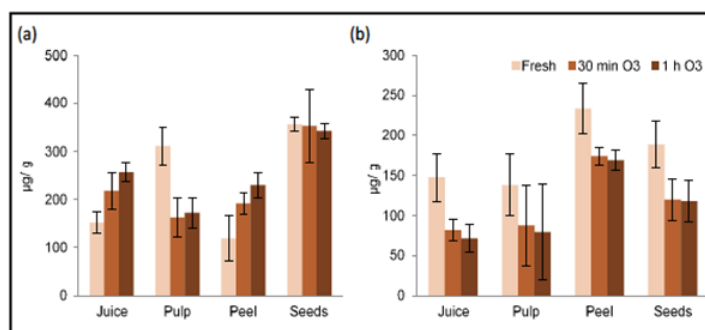 (a)
500
400
300
200
100
0
µg/ g
Juice Pulp Peel Seeds
(b)
300
250
200
150
100
50
0
µg/ g
Fresh 30 min O3 1 h O3
Juice Pulp Peel Seeds